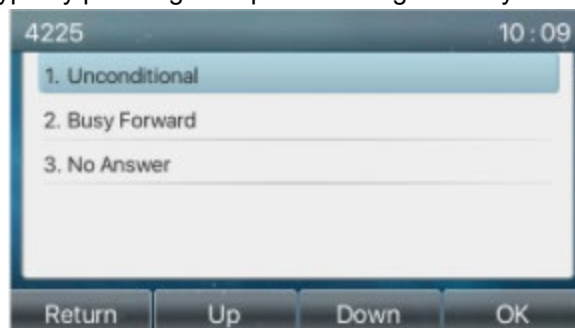 4225 10:09
1. Unconditional
2. Busy Forward
3. No Answer
Return Up Down OK